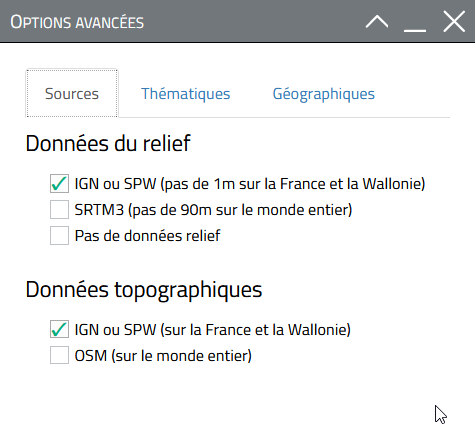 Options avancées
Sources Thématiques Géographiques
Données du relief
IGN ou SPW (pas de 1m sur la France et la Wallonie)
SRTM3 (pas de 90m sur le monde entier)
Pas de données relief
Données topographiques
IGN ou SPW (sur la France et la Wallonie)
OSM (sur le monde entier)